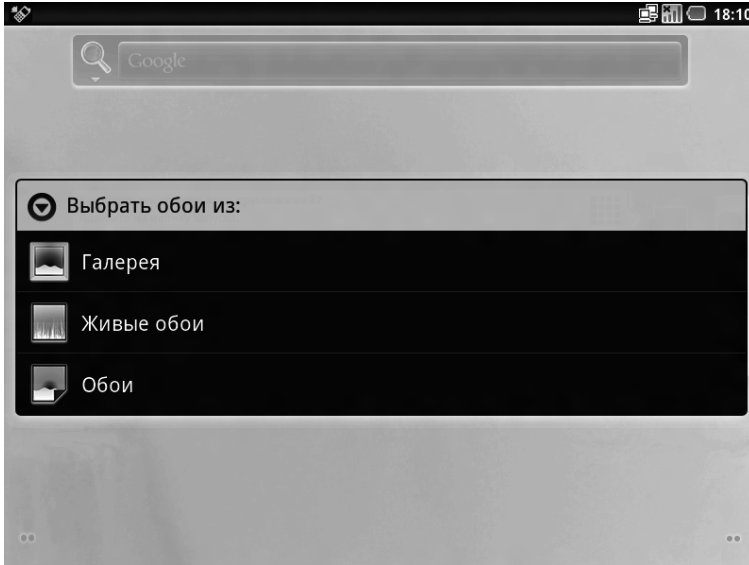 18:10
Google
Выбрать обои из:
Галерея
Живые обои
Обои